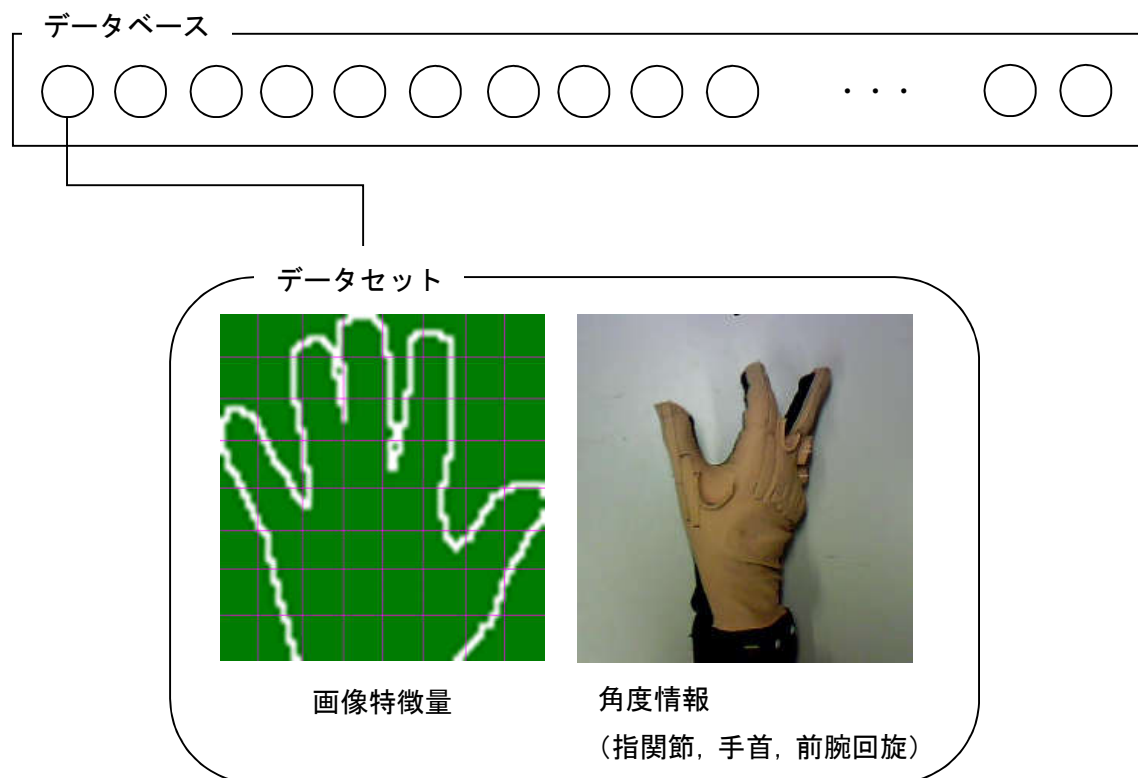 データベース
・・・
データセット
画像特徴量
角度情報
（指関節, 手首, 前腕回旋）